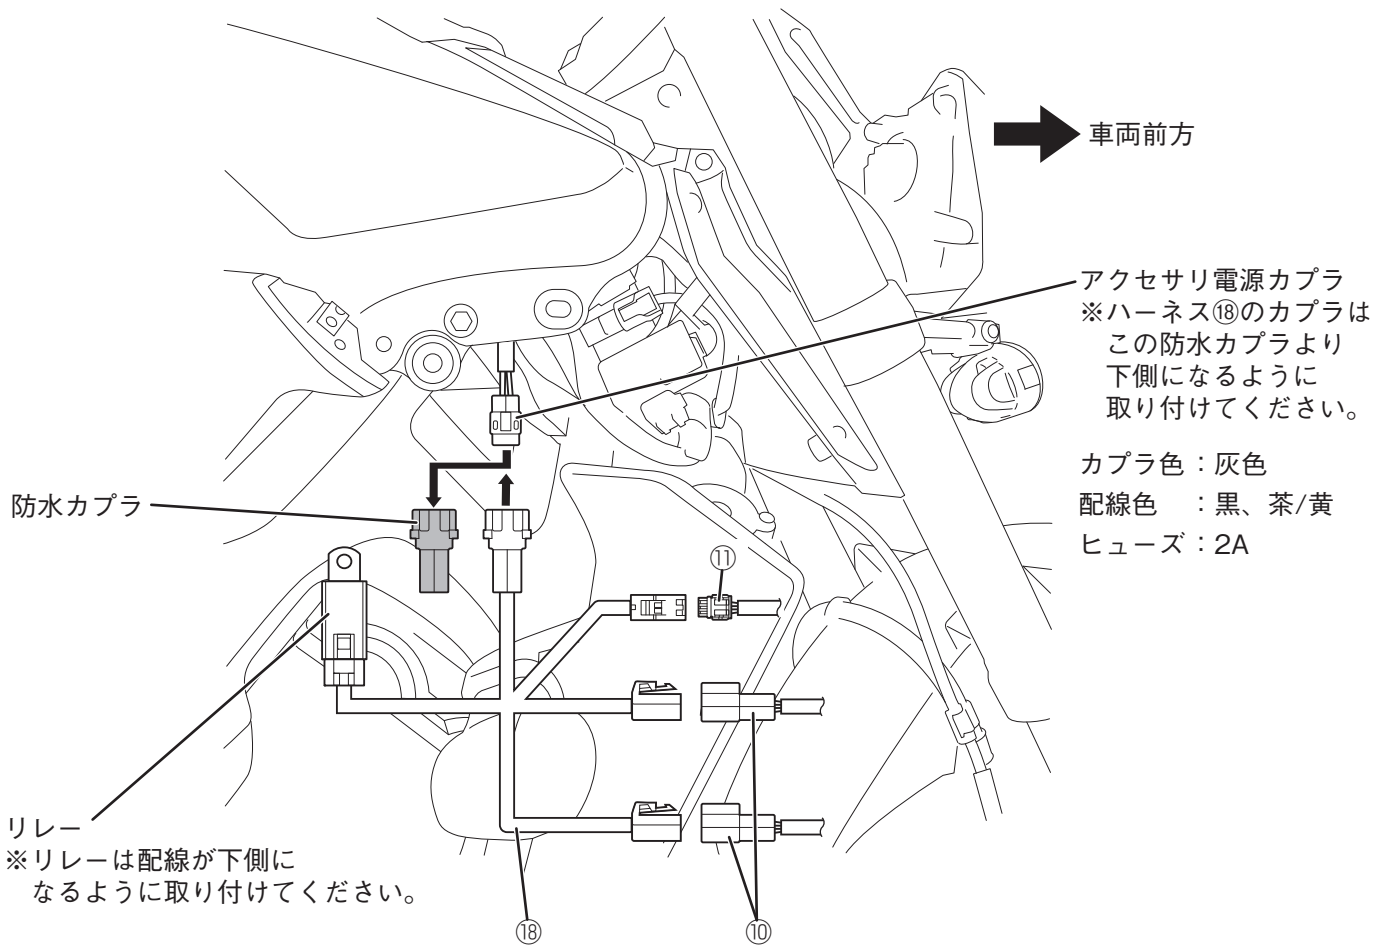 車両前方
アクセサリ電源カプラ
※ハーネス⑱のカプラは
この防水カプラより
下側になるように
取り付けてください。
カプラ色：灰色
配線色　：黒、茶/黄
ヒューズ：2A
防水カプラ
⑪
リレー
※リレーは配線が下側に
なるように取り付けてください。
⑱
⑩